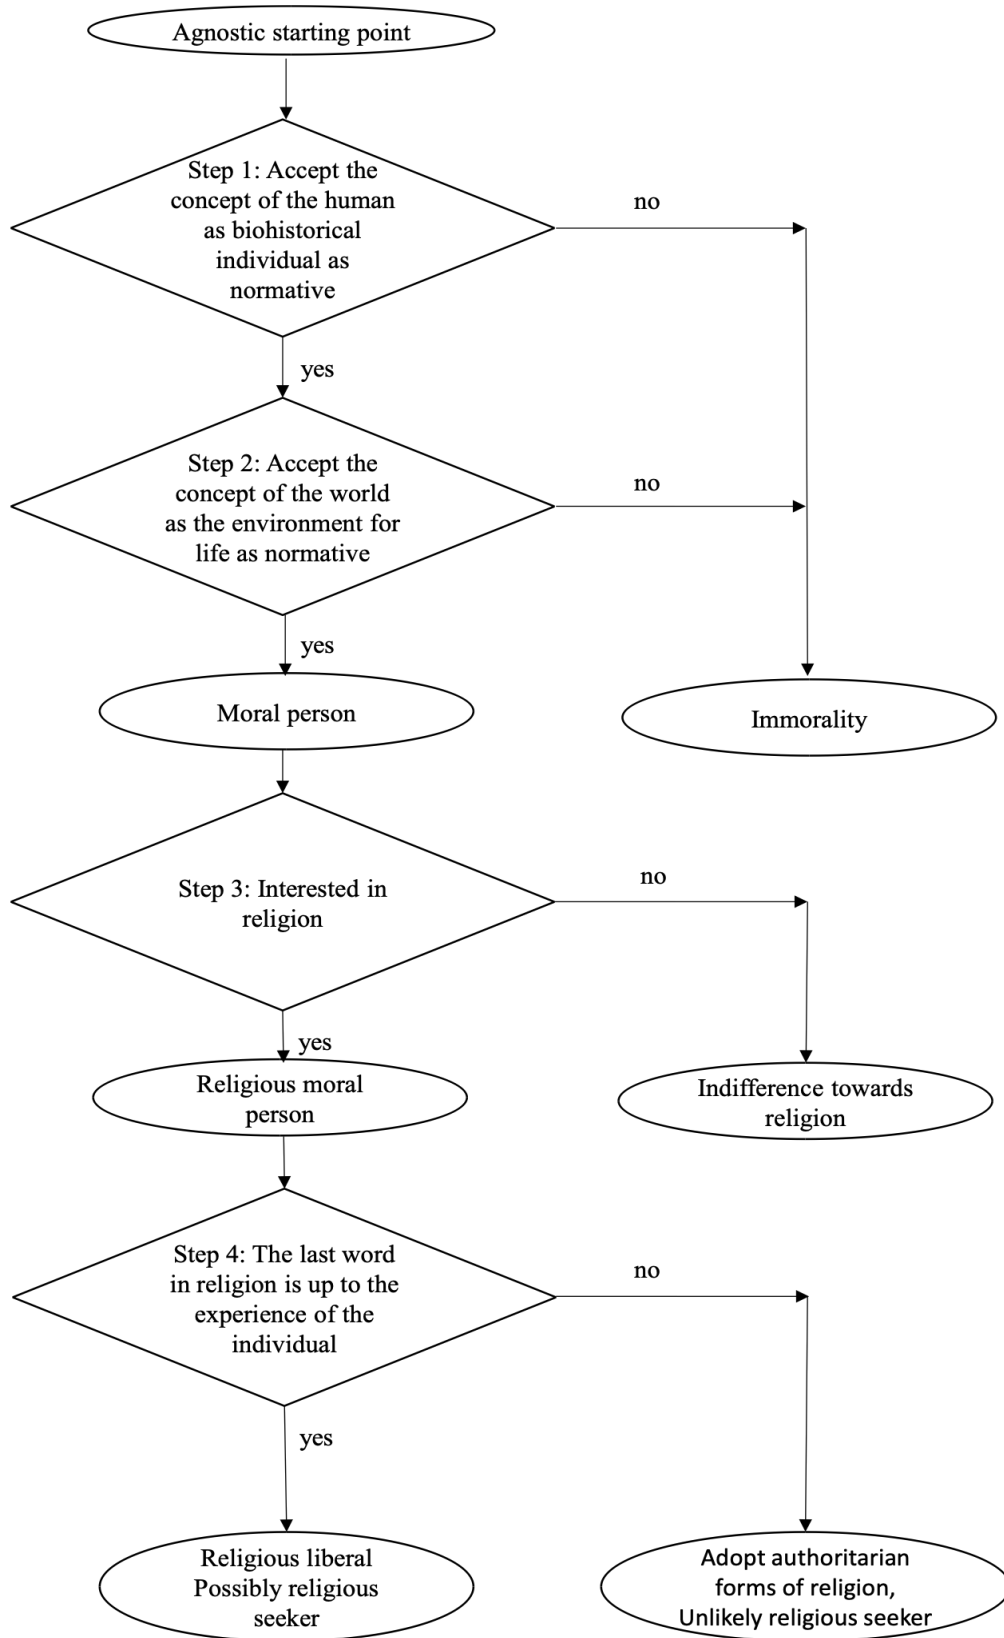 Agnostic starting point
Step 1: Accept the
concept of the human
as biohistorical
individual as
normative
no
yes
Step 2: Accept the
concept of the world
as the environment for
life as normative
no
yes
Moral person
Immorality
Step 3: Interested in
religion
no
yes
Religious moral
person
Indifference towards
religion
Step 4: The last word
in religion is up to the
experience of the
individual
no
yes
Religious liberal
Possibly religious
seeker
Adopt authoritarian
forms of religion,
Unlikely religious seeker